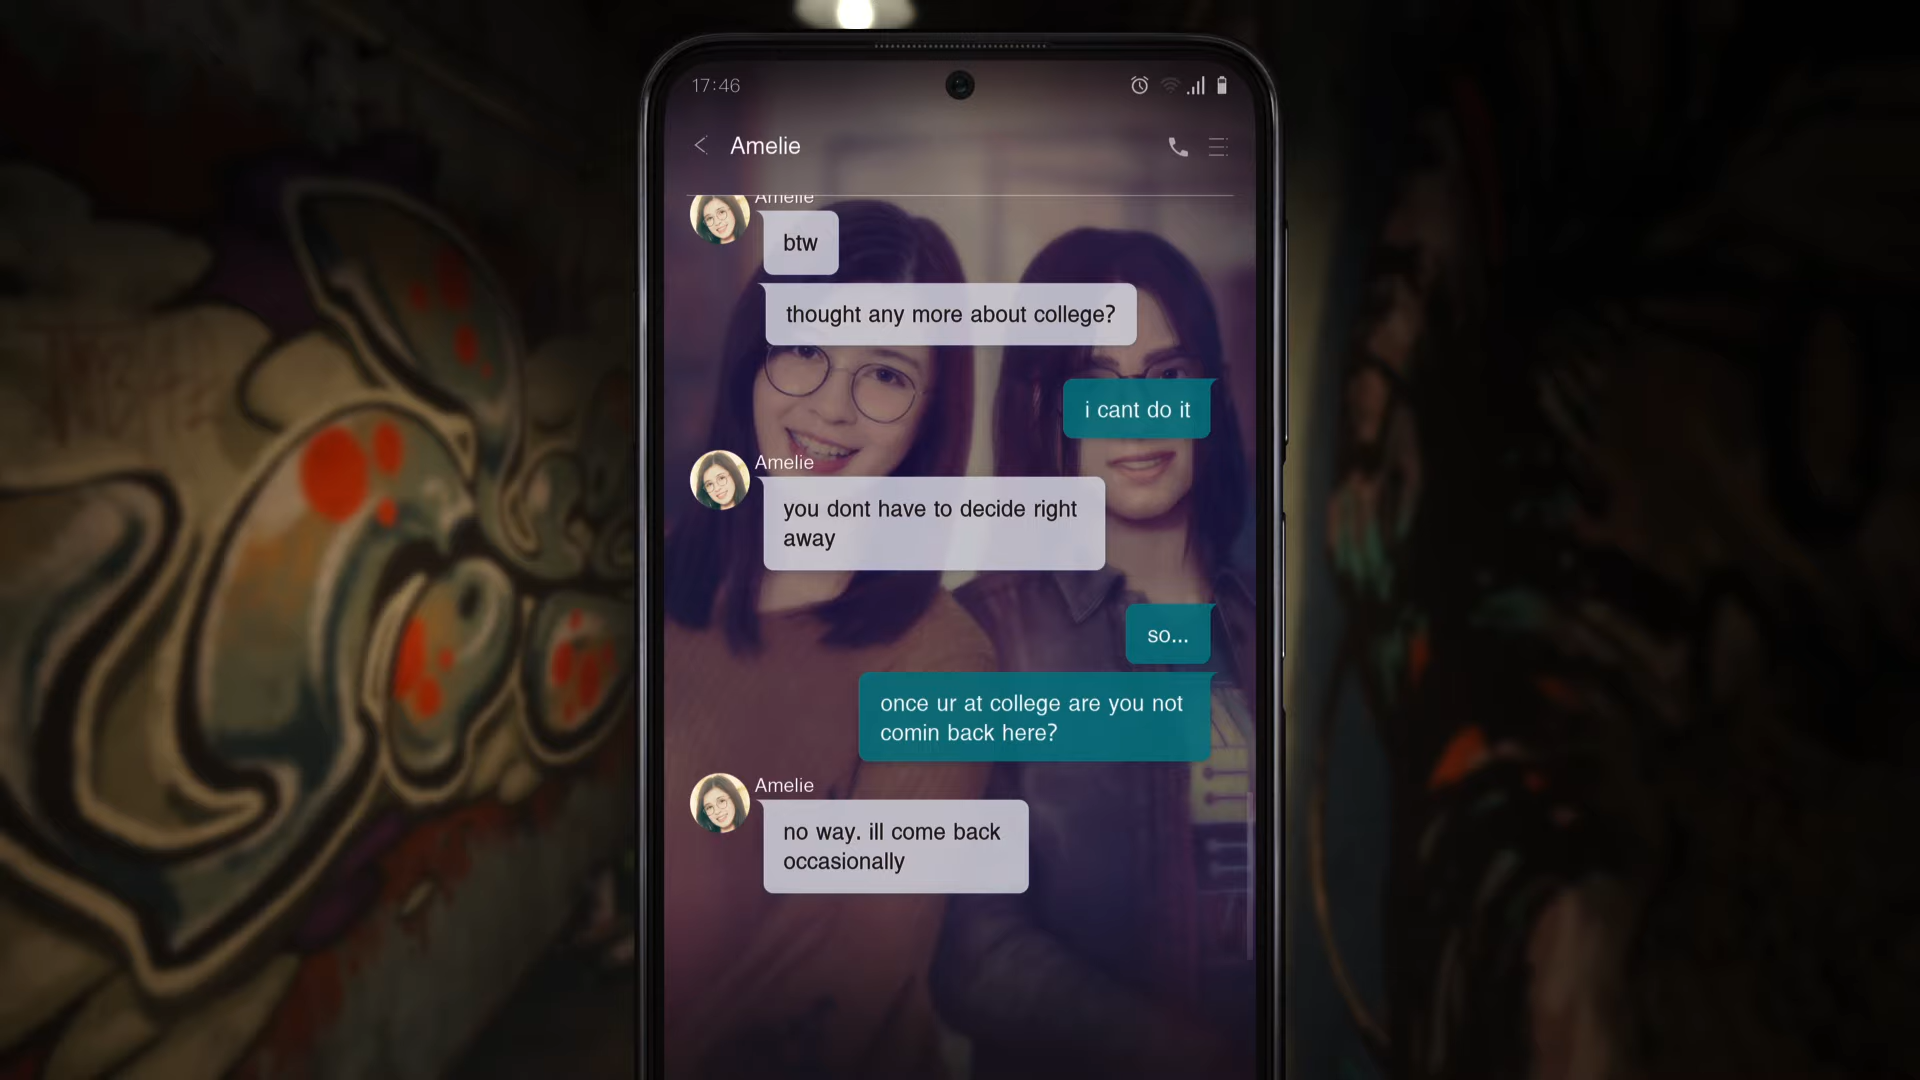 17:46
Amelie
Amelie
btw
thought any more about college?
i cant do it
Amelie
you dont have to decide right
away
so...
once ur at college are you not
comin back here?
Amelie
no way. ill come back
occasionally